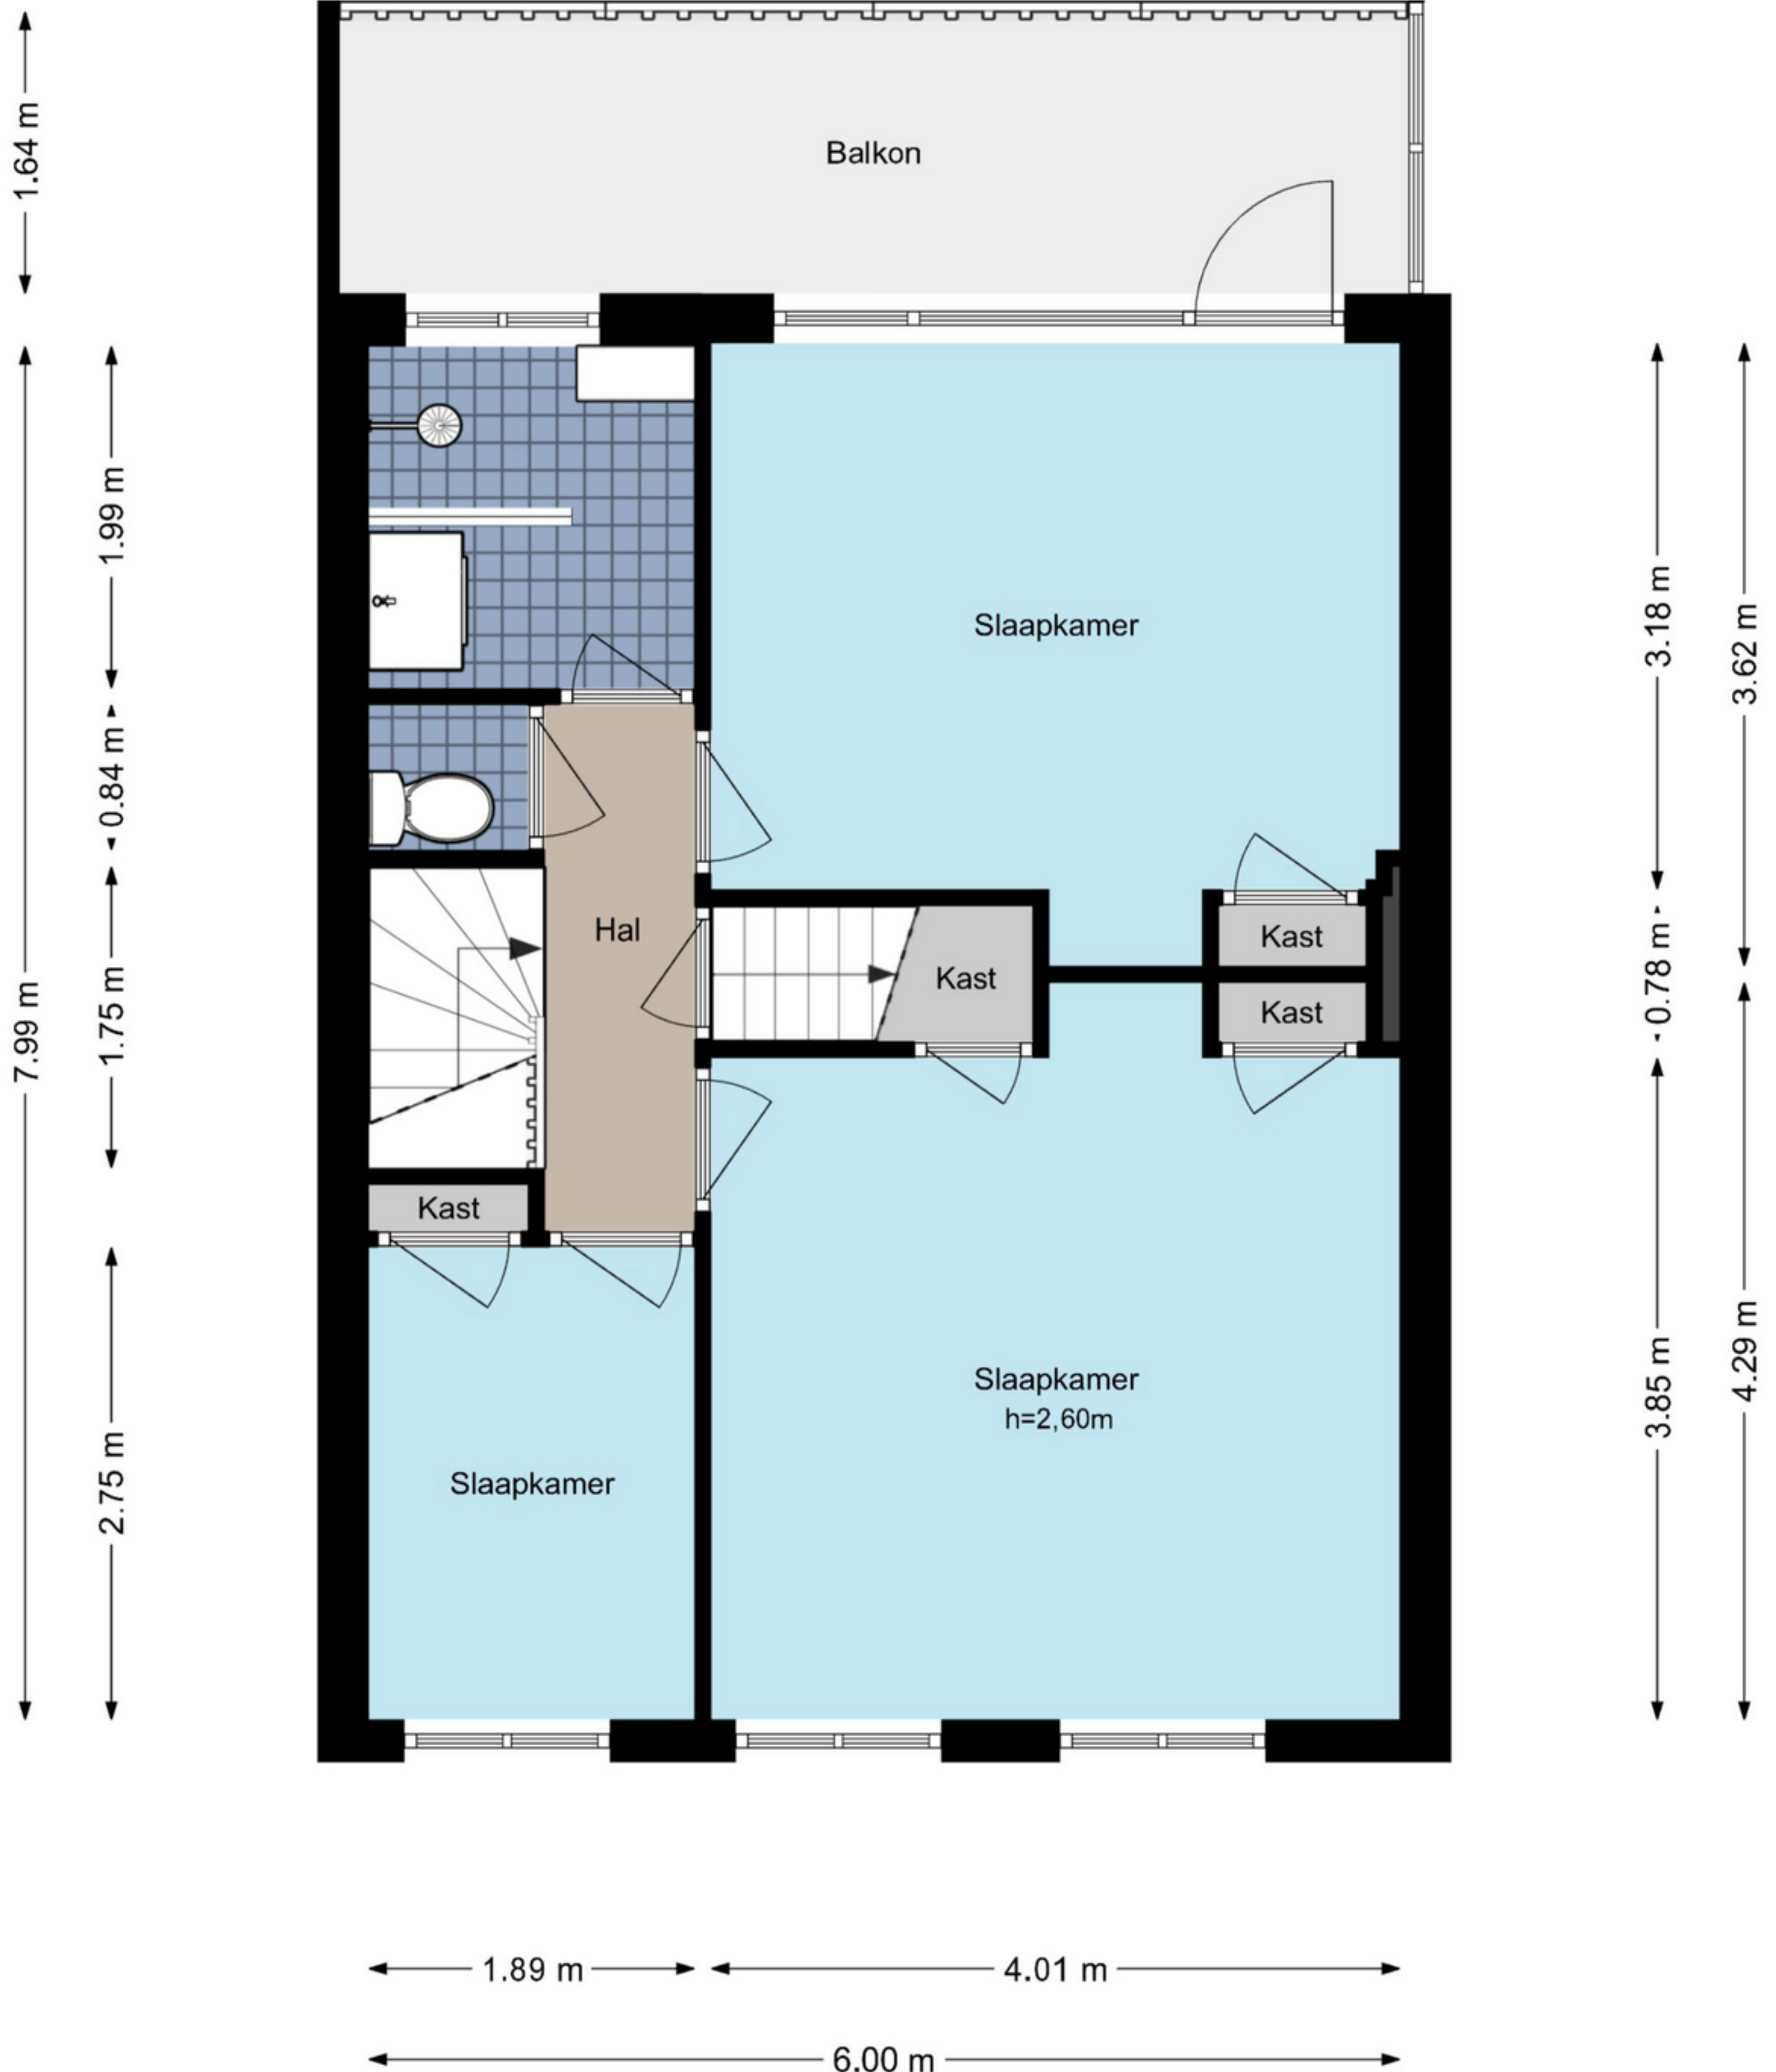 1.64 m
Balkon
1.99 m
3.18 m
3.62 m
Slaapkamer
0.84 m
Hal
Kast
0.78 m
Kast
Kast
7.99 m
1.75 m
Kast
Slaapkamer
h=2,60m
3.85 m
4.29 m
2.75 m
Slaapkamer
1.89 m
4.01 m
6.00 m